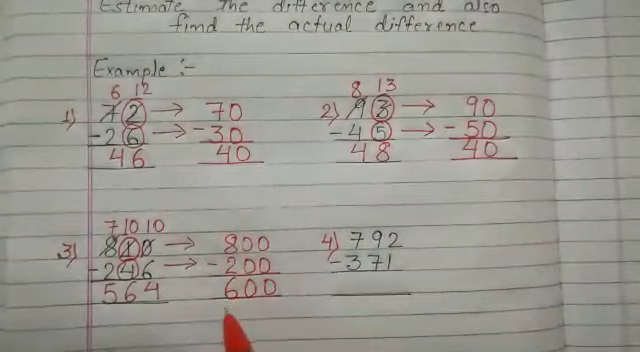 Estimate the difference and also
find the actual difference
Example :-
6 12
1) 72 → 70
-26 → -30
46 40
8 13
2) 93 → 90
-45 → -50
48 40
7 10 10
3) 810 → 800
-246 → -200
564 600
4) 792
-371